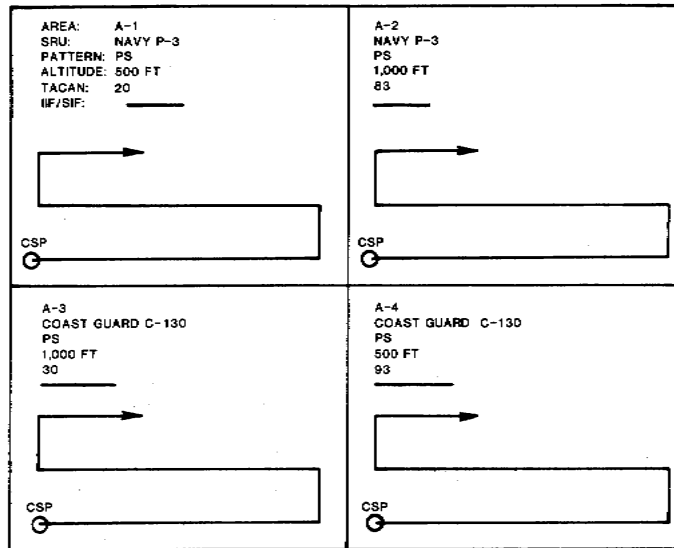 AREA: A-1
SRU: NAVY P-3
PATTERN: PS
ALTITUDE: 500 FT
TACAN: 20
IIF/SIF:
CSP
A-2
NAVY P-3
PS
1,000 FT
83
CSP
A-3
COAST GUARD C-130
PS
1,000 FT
30
CSP
A-4
COAST GUARD C-130
PS
500 FT
93
CSP